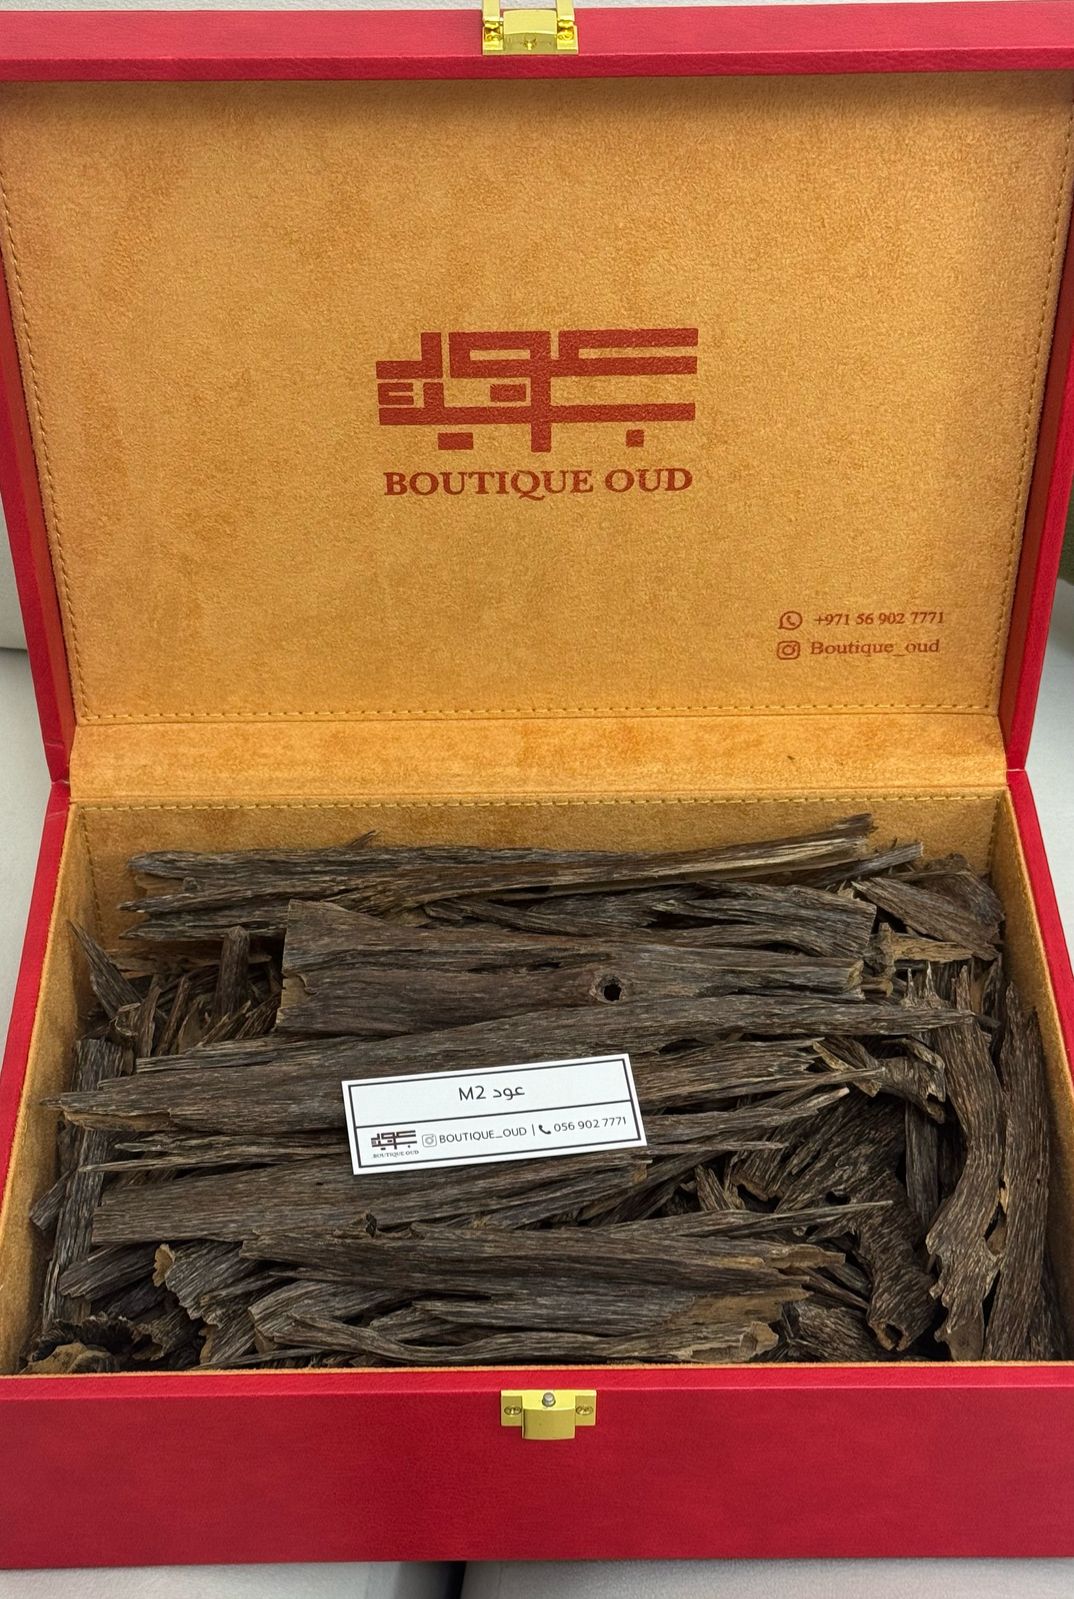 بوتيك عود
BOUTIQUE OUD
+971 56 902 7771
Boutique_oud
عود M2
BOUTIQUE OUD
BOUTIQUE_OUD | 056 902 7771